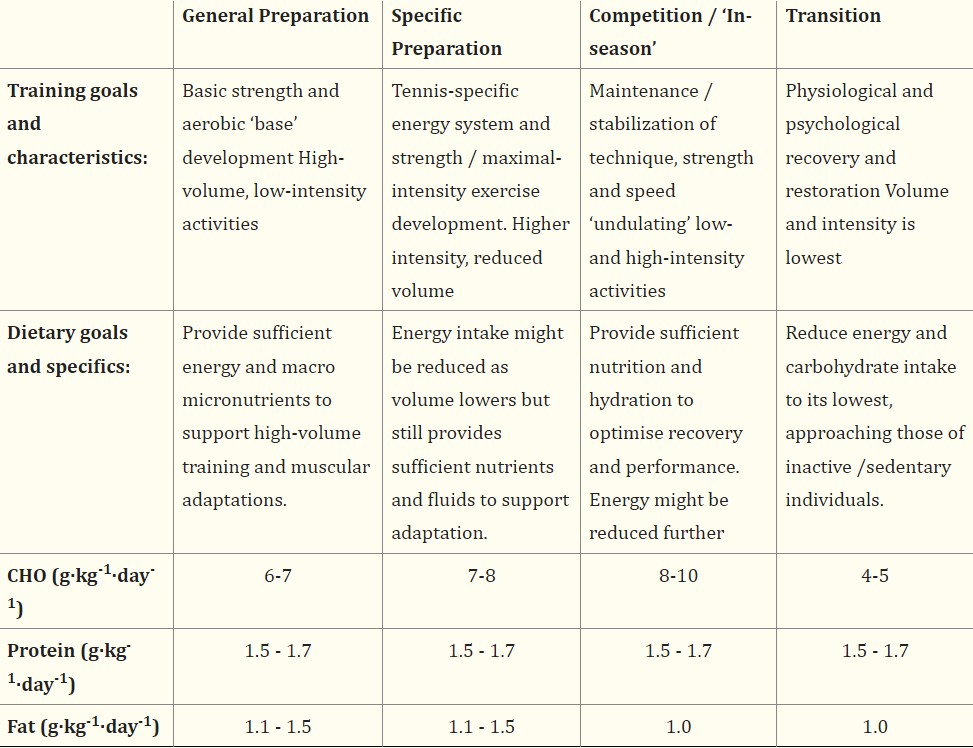 General Preparation
Specific
Preparation
Competition / ‘In-
season’
Transition
Training goals
and
characteristics:
Basic strength and
aerobic ‘base’
development High-
volume, low-intensity
activities
Tennis-specific
energy system and
strength / maximal-
intensity exercise
development. Higher
intensity, reduced
volume
Maintenance /
stabilization of
technique, strength
and speed
‘undulating’ low-
and high-intensity
activities
Physiological and
psychological
recovery and
restoration Volume
and intensity is
lowest
Dietary goals
and specifics:
Provide sufficient
energy and macro
micronutrients to
support high-volume
training and muscular
adaptations.
Energy intake might
be reduced as
volume lowers but
still provides
sufficient nutrients
and fluids to support
adaptation.
Provide sufficient
nutrition and
hydration to
optimise recovery
and performance.
Energy might be
reduced further
Reduce energy and
carbohydrate intake
to its lowest,
approaching those of
inactive /sedentary
individuals.
CHO (g·kg⁻¹·day⁻
¹)
6-7
7-8
8-10
4-5
Protein (g·kg⁻
¹·day⁻¹)
1.5 - 1.7
1.5 - 1.7
1.5 - 1.7
1.5 - 1.7
Fat (g·kg⁻¹·day⁻¹)
1.1 - 1.5
1.1 - 1.5
1.0
1.0